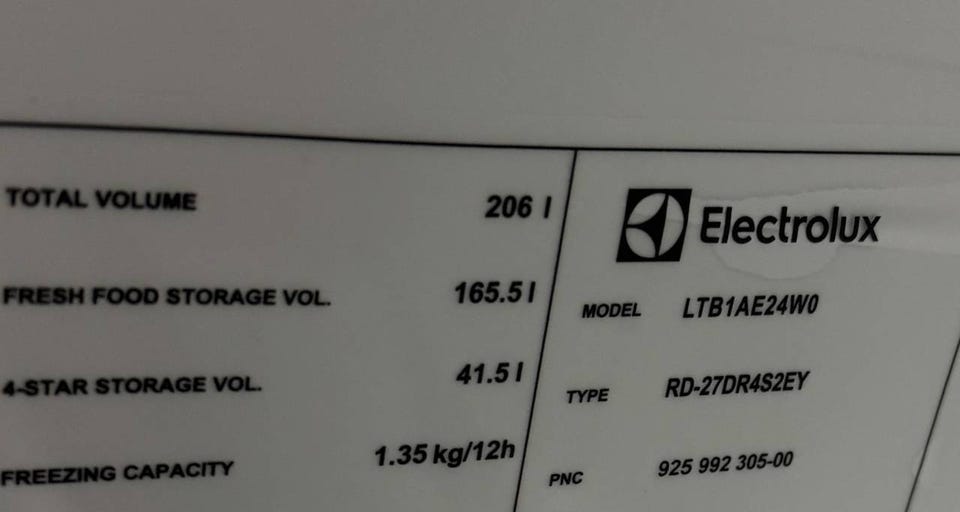 TOTAL VOLUME 206 l
FRESH FOOD STORAGE VOL. 165.5 l
4-STAR STORAGE VOL. 41.5 l
FREEZING CAPACITY 1.35 kg/12h
Electrolux
MODEL LTB1AE24W0
TYPE RD-27DR4S2EY
PNC 925 992 305-00